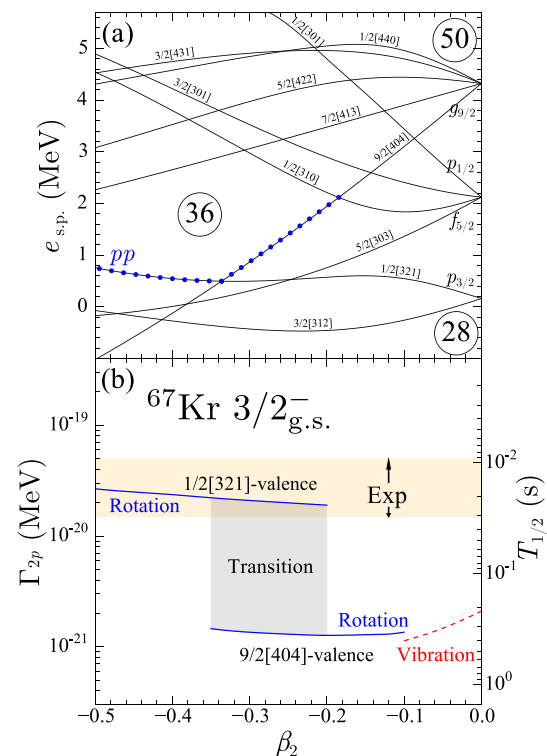 (a)
1/2[301]
1/2[440]
50
3/2[431]
3/2[301]
5/2[422]
g9/2
7/2[413]
9/2[404]
p1/2
1/2[310]
36
f5/2
5/2[303]
pp
1/2[321]
p3/2
3/2[312]
28
5
4
3
2
1
0
e s.p. (MeV)
(b)
⁶⁷Kr 3/2⁻g.s.
10⁻¹⁹
10⁻²⁰
10⁻²¹
Γ2p (MeV)
1/2[321]-valence
Rotation
Exp
Transition
Rotation
9/2[404]-valence
Vibration
10⁻²
10⁻¹
10⁰
T1/2 (s)
−0.5 −0.4 −0.3 −0.2 −0.1 0.0
β2